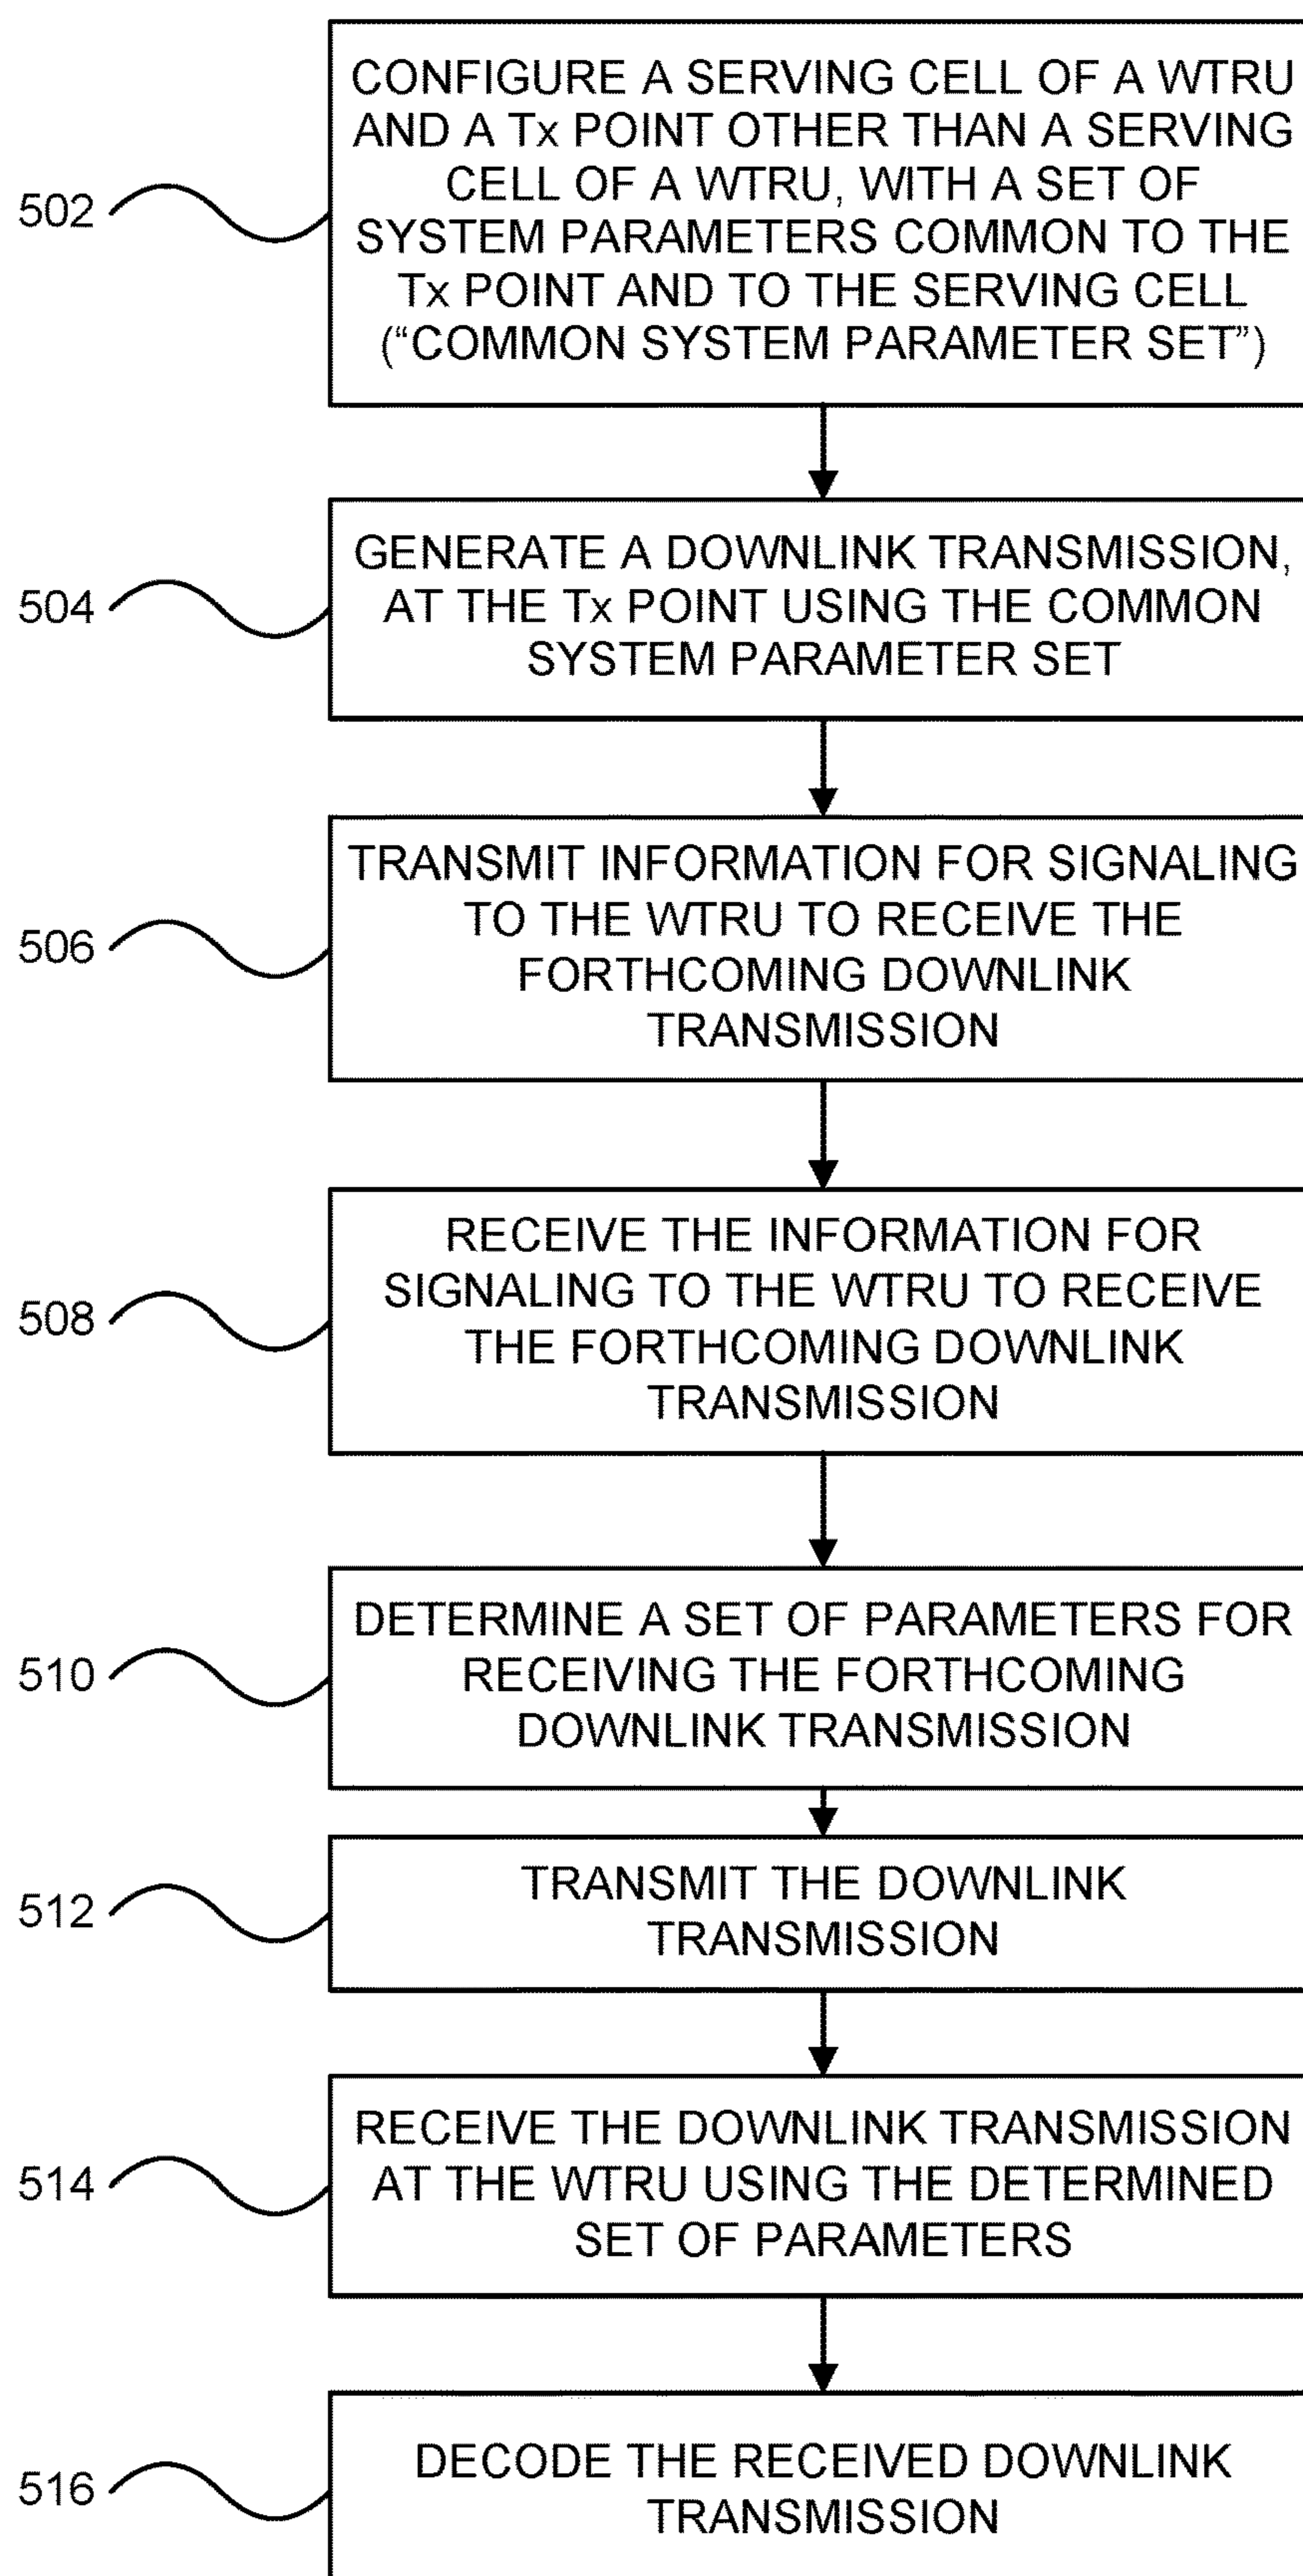 502
CONFIGURE A SERVING CELL OF A WTRU
AND A Tx POINT OTHER THAN A SERVING
CELL OF A WTRU, WITH A SET OF
SYSTEM PARAMETERS COMMON TO THE
Tx POINT AND TO THE SERVING CELL
(“COMMON SYSTEM PARAMETER SET”)
504
GENERATE A DOWNLINK TRANSMISSION,
AT THE Tx POINT USING THE COMMON
SYSTEM PARAMETER SET
506
TRANSMIT INFORMATION FOR SIGNALING
TO THE WTRU TO RECEIVE THE
FORTHCOMING DOWNLINK
TRANSMISSION
508
RECEIVE THE INFORMATION FOR
SIGNALING TO THE WTRU TO RECEIVE
THE FORTHCOMING DOWNLINK
TRANSMISSION
510
DETERMINE A SET OF PARAMETERS FOR
RECEIVING THE FORTHCOMING
DOWNLINK TRANSMISSION
512
TRANSMIT THE DOWNLINK
TRANSMISSION
514
RECEIVE THE DOWNLINK TRANSMISSION
AT THE WTRU USING THE DETERMINED
SET OF PARAMETERS
516
DECODE THE RECEIVED DOWNLINK
TRANSMISSION